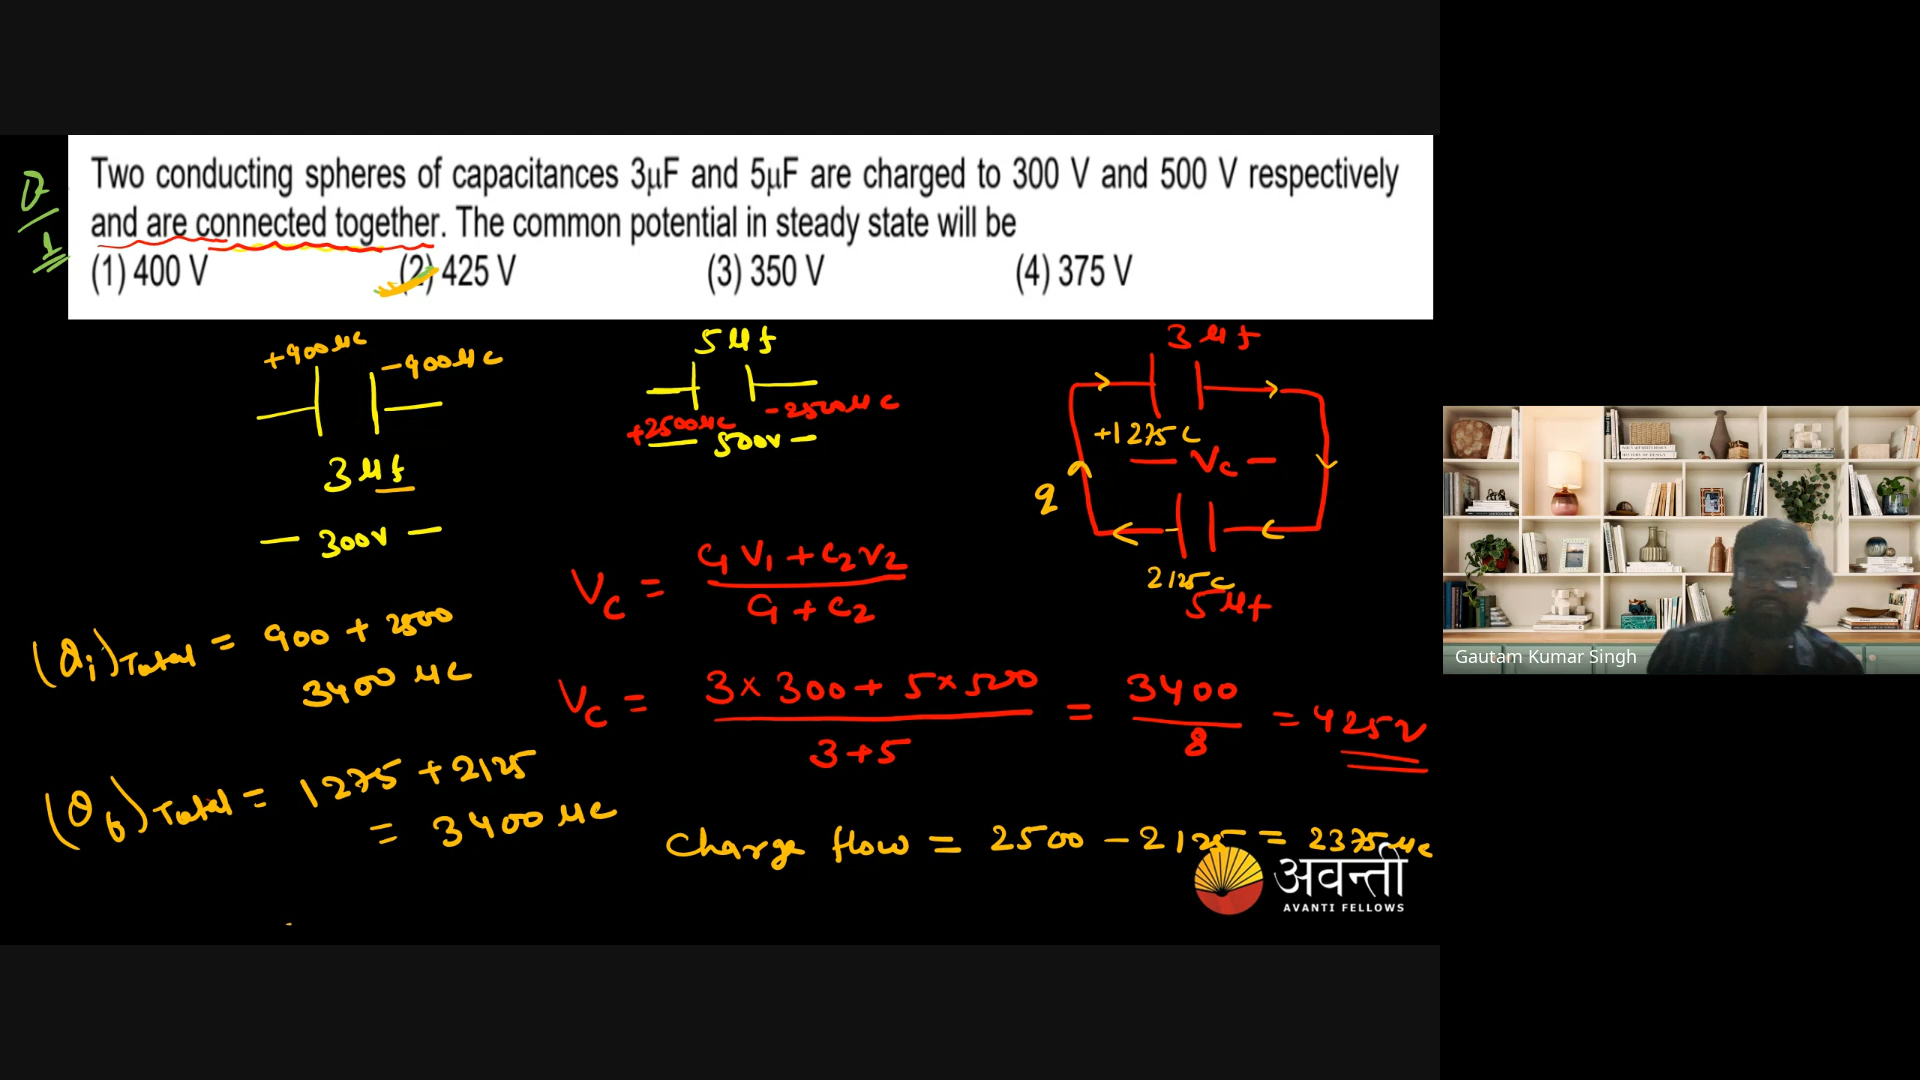 Q
1
Two conducting spheres of capacitances 3μF and 5μF are charged to 300 V and 500 V respectively
and are connected together. The common potential in steady state will be
(1) 400 V (2) 425 V (3) 350 V (4) 375 V
+900μc -900μc
3μf
300v
5μf
+2500μc -2500μc
500v
3μf
+1275c
Vc
q
2125c
5μf
Vc = C1V1 + C2V2 / C1 + C2
(Qi)Total = 900 + 2500
3400 μc
Vc = 3×300 + 5×500 / 3+5 = 3400 / 8 = 425v
(Qf)Total = 1275 + 2125
= 3400 μc
Charge flow = 2500 - 2125 = 2375μc
अवन्ती
AVANTI FELLOWS
Gautam Kumar Singh